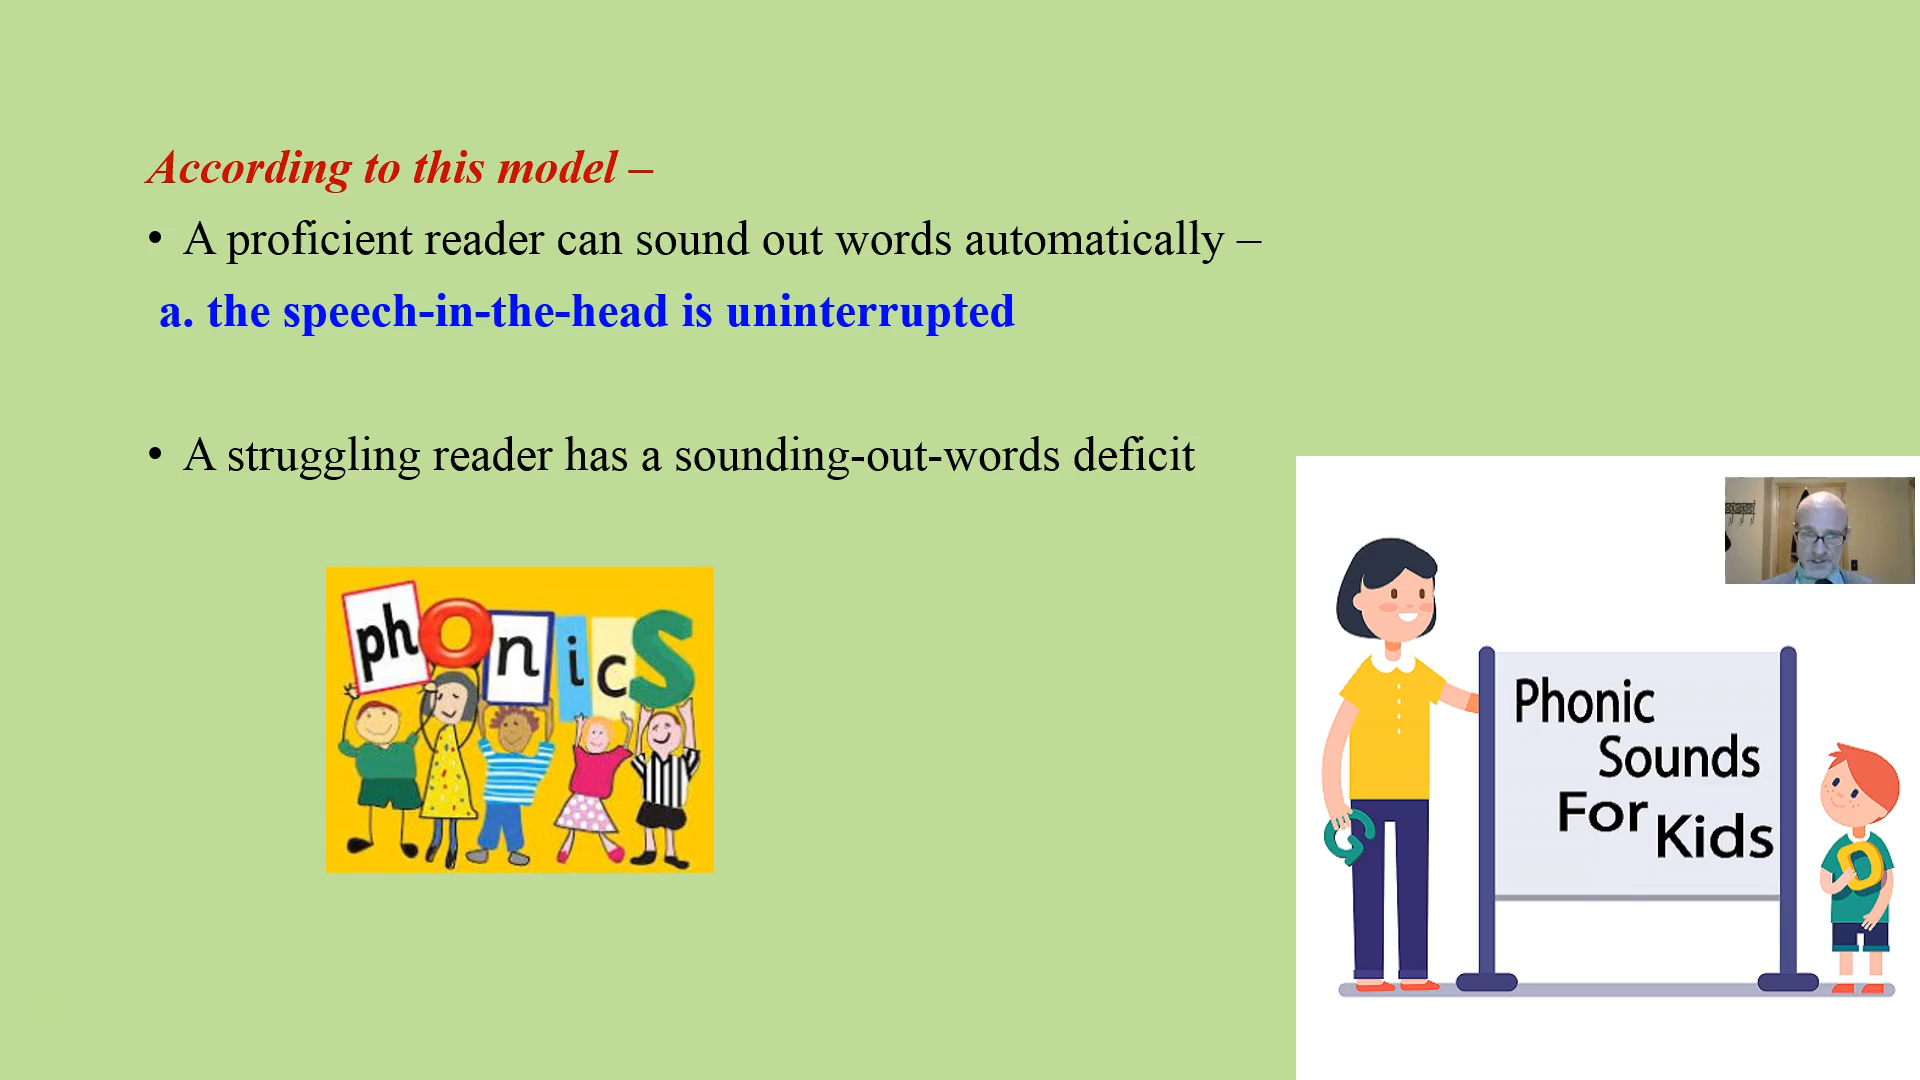 According to this model –
• A proficient reader can sound out words automatically –
a. the speech-in-the-head is uninterrupted
• A struggling reader has a sounding-out-words deficit
phonics
Phonic
Sounds
For
Kids